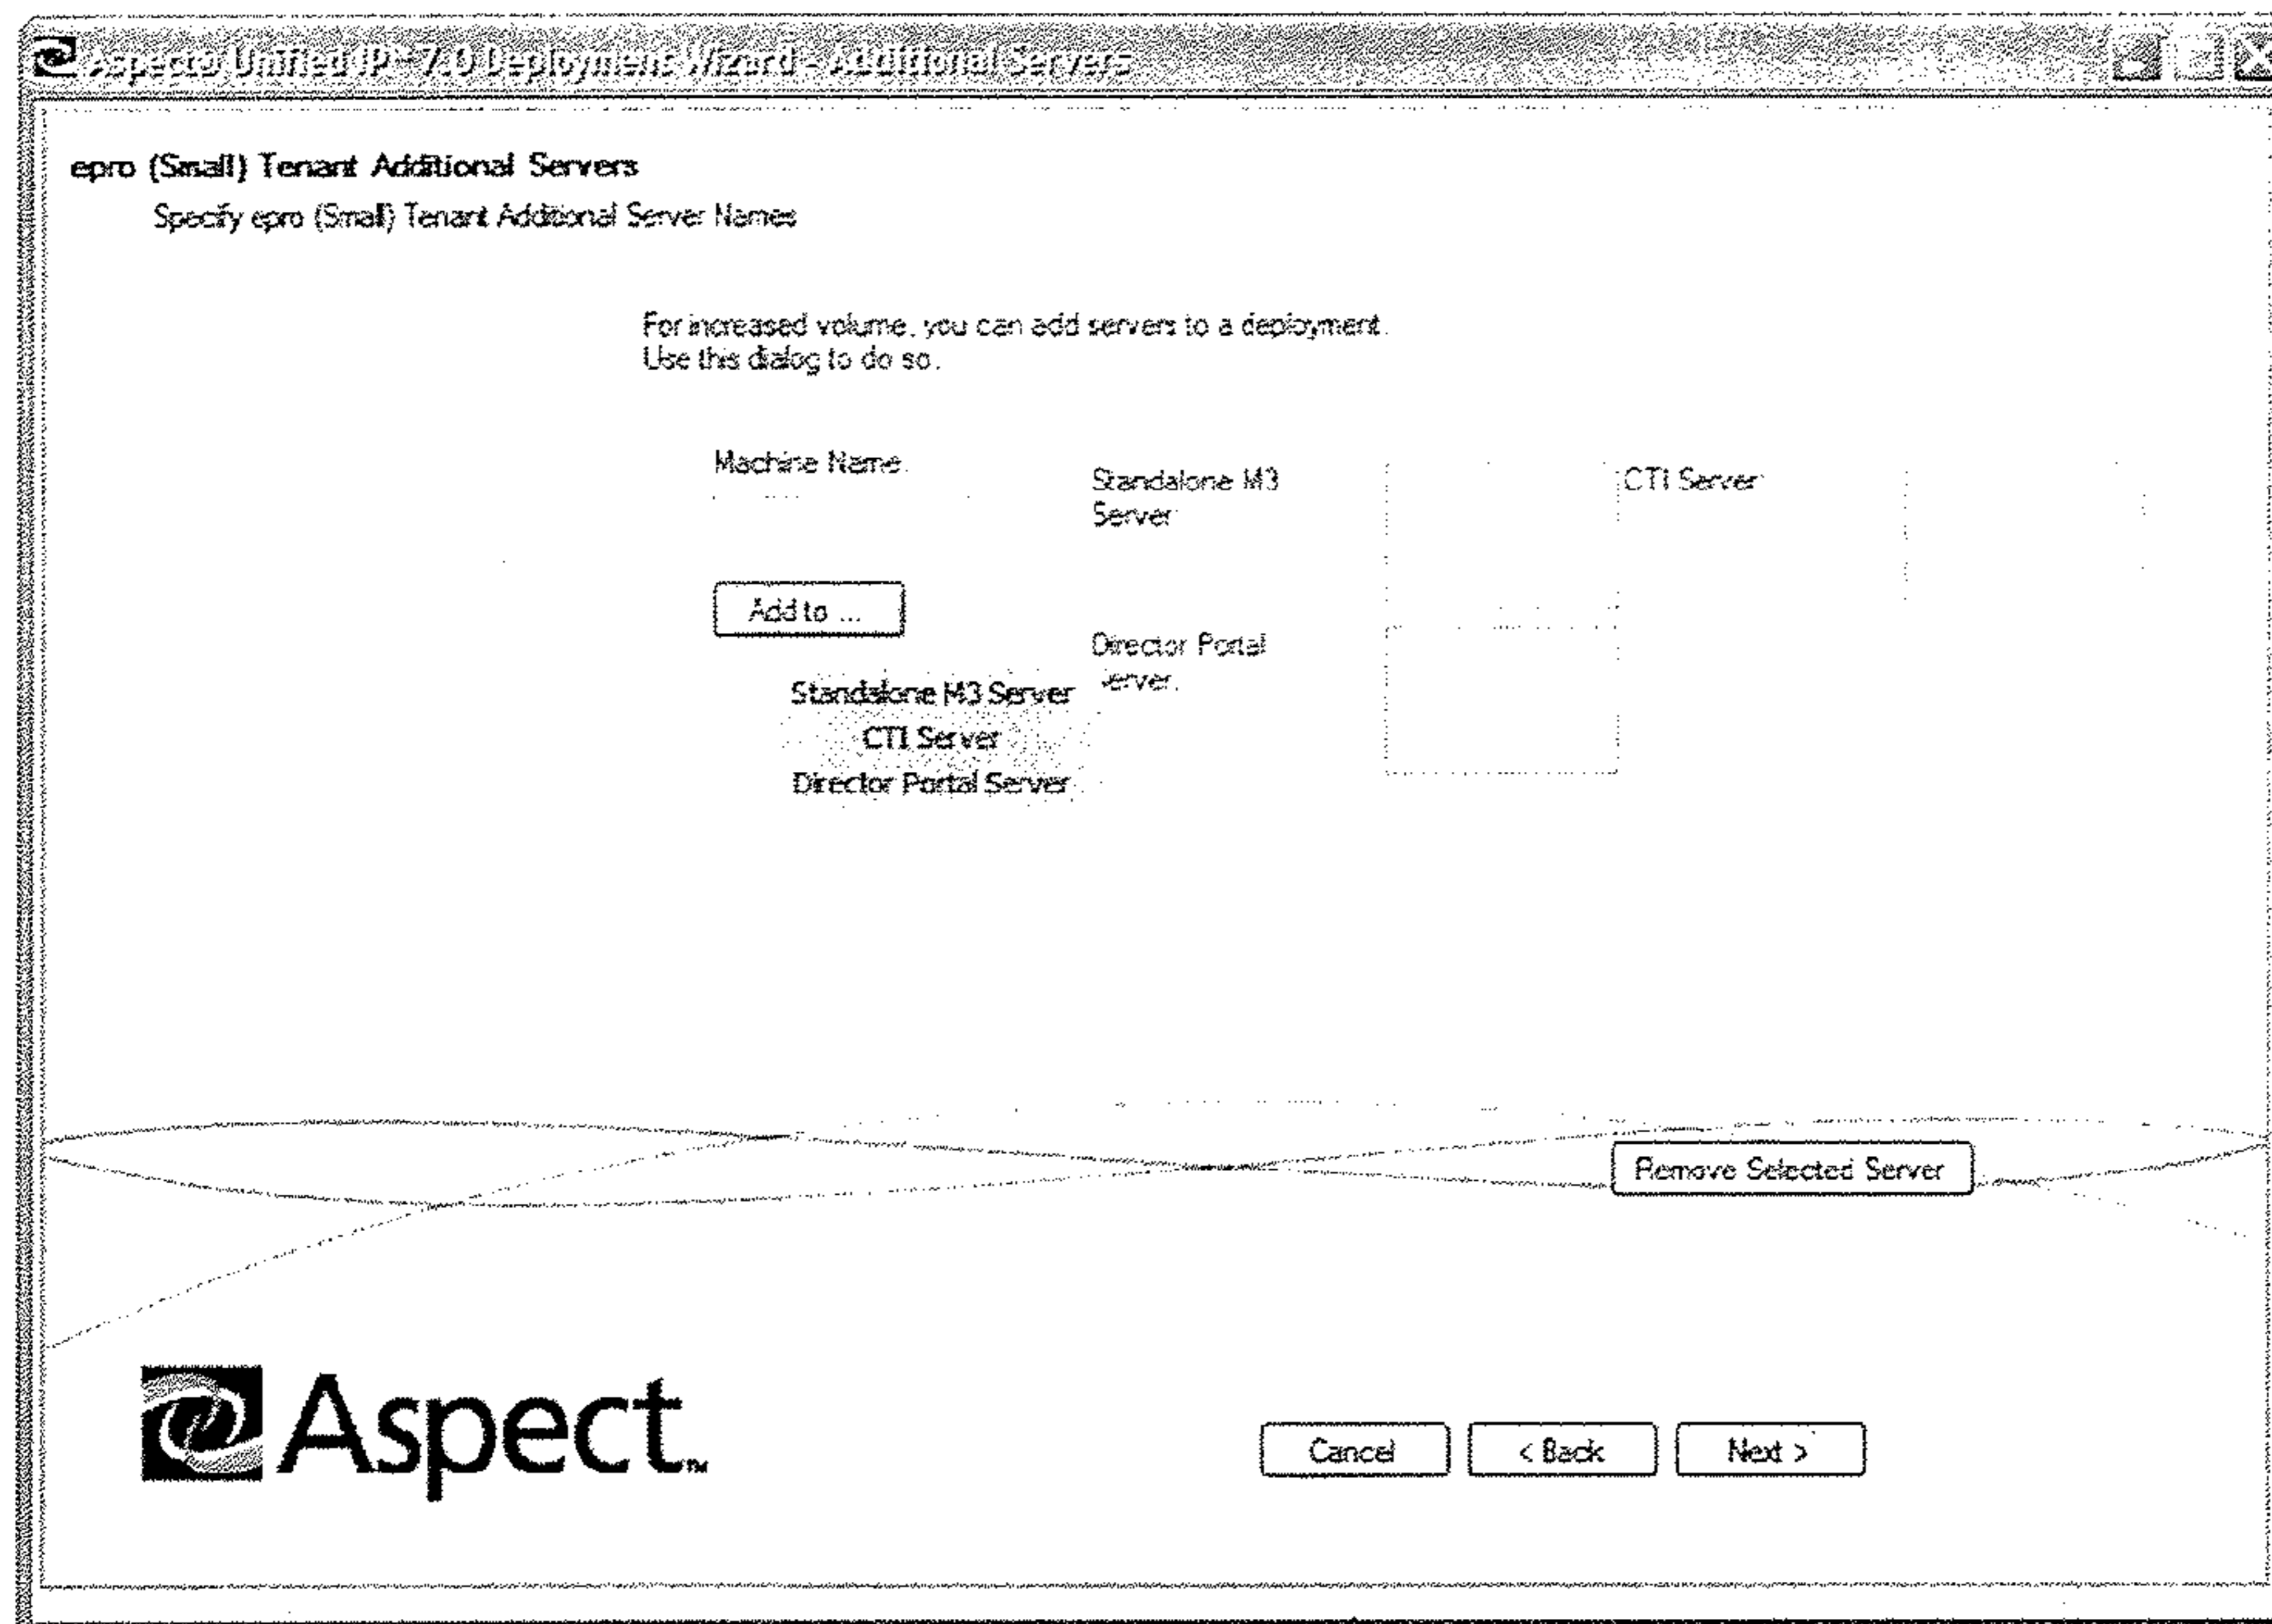 Aspect® Unified IP™ 7.0 Deployment Wizard - Additional Servers
epro (Small) Tenant Additional Servers
Specify epro (Small) Tenant Additional Server Names
For increased volume, you can add servers to a deployment.
Use this dialog to do so.
Machine Name:
Standalone M3
Server:
CTI Server:
Add to ...
Director Portal
erver:
Standalone M3 Server
CTI Server
Director Portal Server
Remove Selected Server
Aspect™
Cancel
< Back
Next >